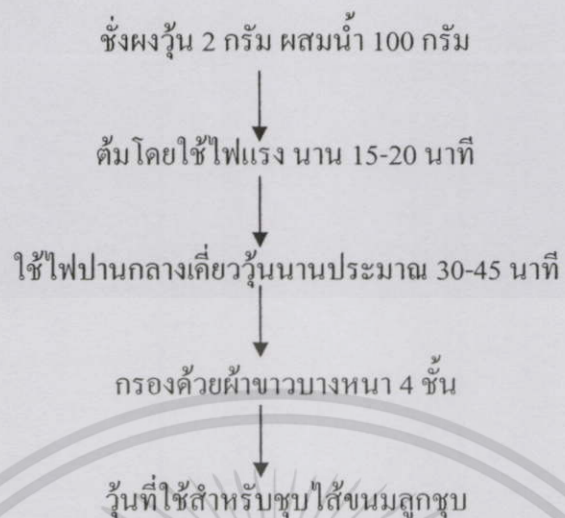 ชั่งผงวุ้น 2 กรัม ผสมน้ำ 100 กรัม
ต้มโดยใช้ไฟแรง นาน 15-20 นาที
ใช้ไฟปานกลางเคี่ยววุ้นนานประมาณ 30-45 นาที
กรองด้วยผ้าขาวบางหนา 4 ชั้น
วุ้นที่ใช้สำหรับชุบไส้ขนมลูกชุบ